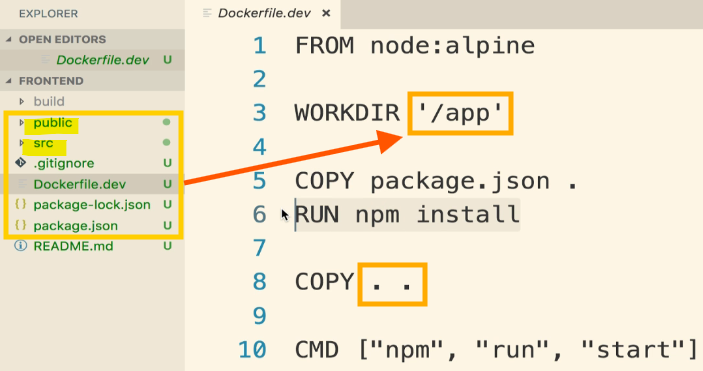 EXPLORER
OPEN EDITORS
Dockerfile.dev U
FRONTEND
build
public
src
.gitignore U
Dockerfile.dev U
{} package-lock.json U
{} package.json U
README.md U
Dockerfile.dev ×
1 FROM node:alpine
2
3 WORKDIR '/app'
4
5 COPY package.json .
6 RUN npm install
7
8 COPY . .
9
10 CMD ["npm", "run", "start"]